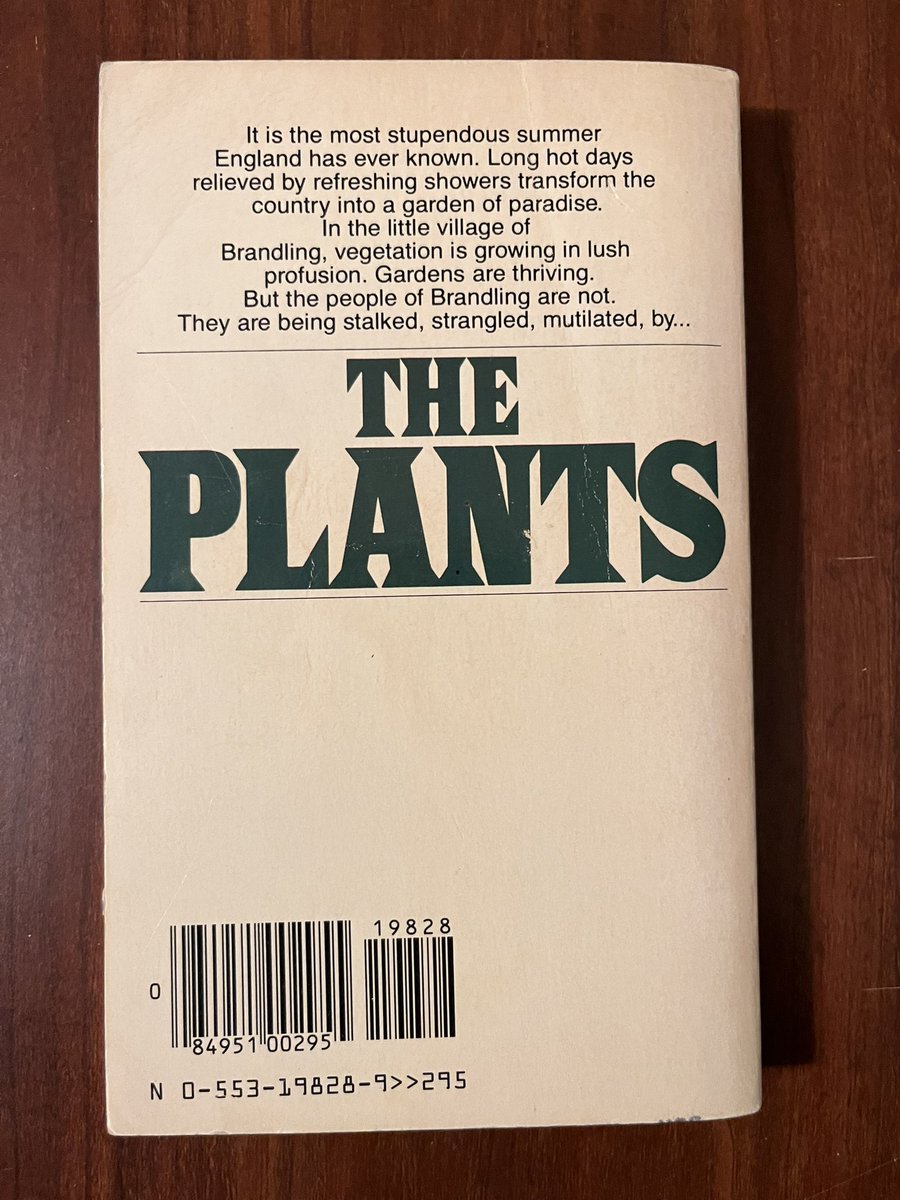 It is the most stupendous summer
England has ever known. Long hot days
relieved by refreshing showers transform the
country into a garden of paradise.
In the little village of
Brandling, vegetation is growing in lush
profusion. Gardens are thriving.
But the people of Brandling are not.
They are being stalked, strangled, mutilated, by...
THE
PLANTS
19828
0
84951 00295
N 0-553-19828-9>>295